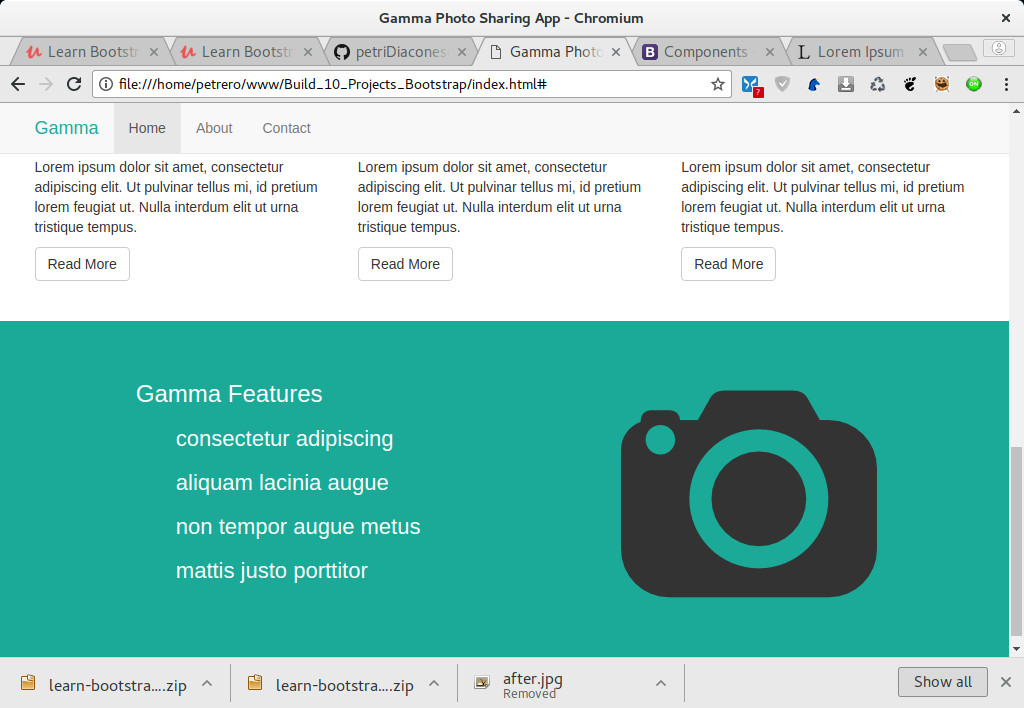 Gamma Photo Sharing App - Chromium
Learn Bootstr
Learn Bootstr
petriDiacones
Gamma Photo
Components
Lorem Ipsum
file:///home/petrero/www/Build_10_Projects_Bootstrap/index.html#
?
ON
Gamma
Home
About
Contact
Lorem ipsum dolor sit amet, consectetur
adipiscing elit. Ut pulvinar tellus mi, id pretium
lorem feugiat ut. Nulla interdum elit ut urna
tristique tempus.
Read More
Lorem ipsum dolor sit amet, consectetur
adipiscing elit. Ut pulvinar tellus mi, id pretium
lorem feugiat ut. Nulla interdum elit ut urna
tristique tempus.
Read More
Lorem ipsum dolor sit amet, consectetur
adipiscing elit. Ut pulvinar tellus mi, id pretium
lorem feugiat ut. Nulla interdum elit ut urna
tristique tempus.
Read More
Gamma Features
consectetur adipiscing
aliquam lacinia augue
non tempor augue metus
mattis justo porttitor
learn-bootstra....zip
learn-bootstra....zip
after.jpg
Removed
Show all